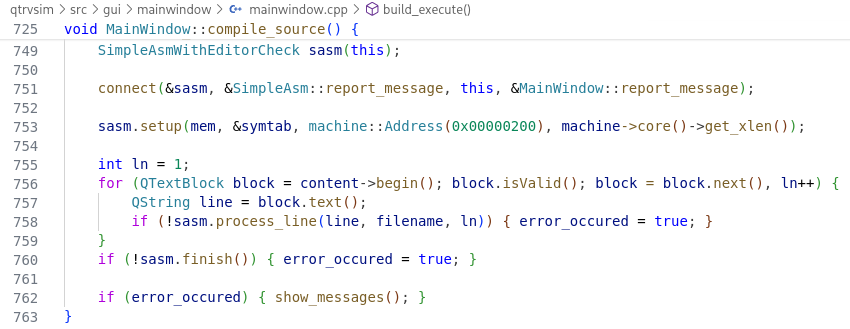 qtrvsim > src > gui > mainwindow > mainwindow.cpp > build_execute()
725 void MainWindow::compile_source() {
749     SimpleAsmWithEditorCheck sasm(this);
750
751     connect(&sasm, &SimpleAsm::report_message, this, &MainWindow::report_message);
752
753     sasm.setup(mem, &symtab, machine::Address(0x00000200), machine->core()->get_xlen());
754
755     int ln = 1;
756     for (QTextBlock block = content->begin(); block.isValid(); block = block.next(), ln++) {
757         QString line = block.text();
758         if (!sasm.process_line(line, filename, ln)) { error_occured = true; }
759     }
760     if (!sasm.finish()) { error_occured = true; }
761
762     if (error_occured) { show_messages(); }
763 }